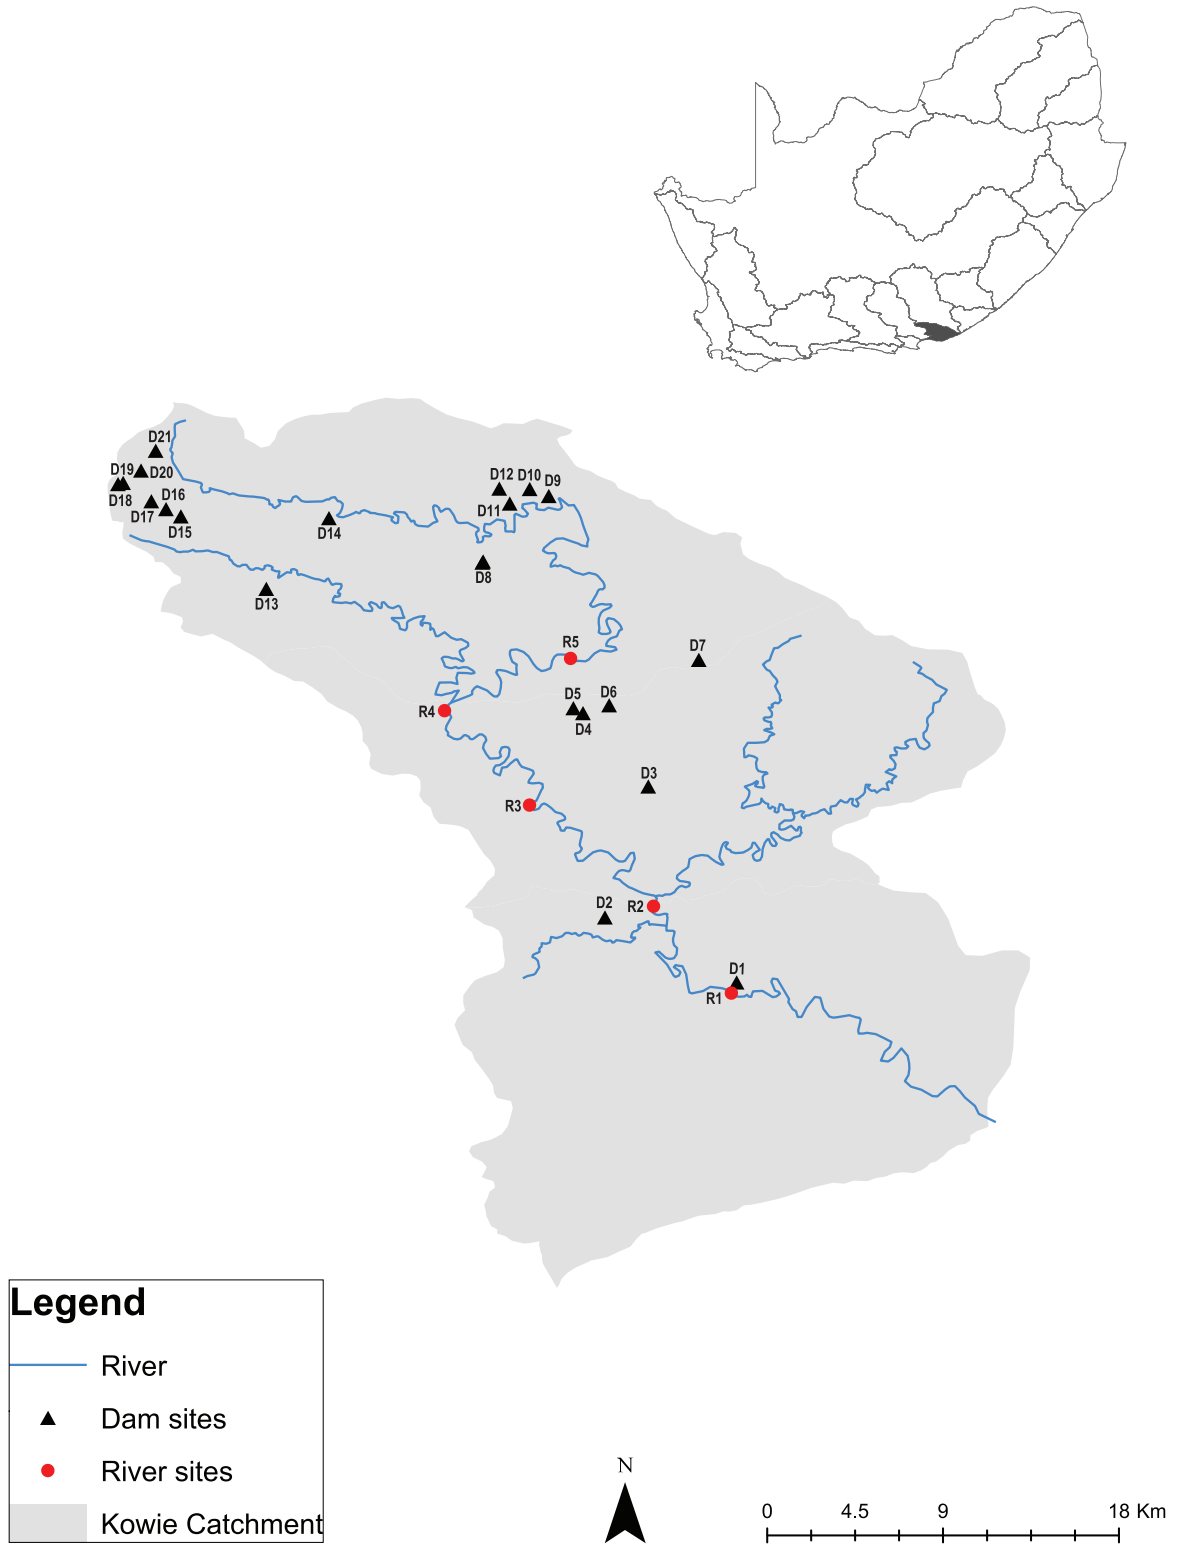 D21
D19
D20
D18
D16
D17
D15
D12
D10
D9
D11
D14
D8
D13
R5
D7
D5
D6
R4
D4
D3
R3
D2
R2
D1
R1
Legend
River
Dam sites
River sites
Kowie Catchment
N
0 4.5 9 18 Km